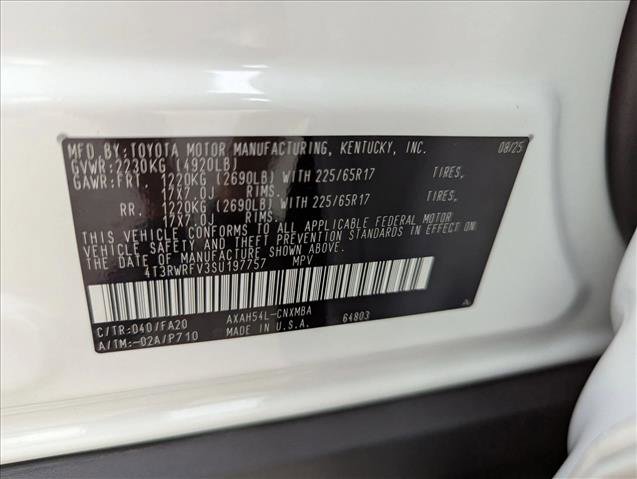 MFD.BY:TOYOTA MOTOR MANUFACTURING, KENTUCKY, INC. 08/25
GVWR:2230KG (4920LB)
GAWR:FRT. 1220KG (2690LB) WITH 225/65R17 TIRES,
17X7.0J RIMS.
RR. 1220KG (2690LB) WITH 225/65R17 TIRES,
17X7.0J RIMS.
THIS VEHICLE CONFORMS TO ALL APPLICABLE FEDERAL MOTOR
VEHICLE SAFETY AND THEFT PREVENTION STANDARDS IN EFFECT ON
THE DATE OF MANUFACTURE SHOWN ABOVE.
4T3RWRFV3SU197757 MPV
C/TR:040/FA20 AXAH54L-CNXMBA 64803
A/TM:-02A/P710 U.S.A. A